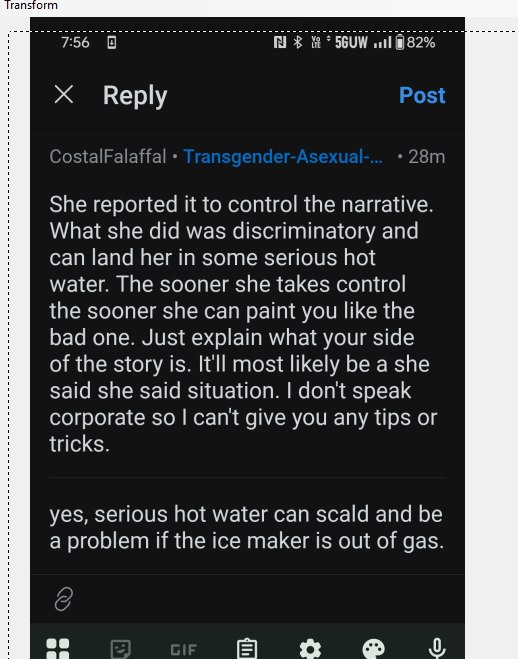 Transform
7:56 5GUW 82%
Reply Post
CostalFalaffal • Transgender-Asexual-... • 28m
She reported it to control the narrative.
What she did was discriminatory and
can land her in some serious hot
water. The sooner she takes control
the sooner she can paint you like the
bad one. Just explain what your side
of the story is. It'll most likely be a she
said she said situation. I don't speak
corporate so I can't give you any tips or
tricks.
yes, serious hot water can scald and be
a problem if the ice maker is out of gas.
GIF